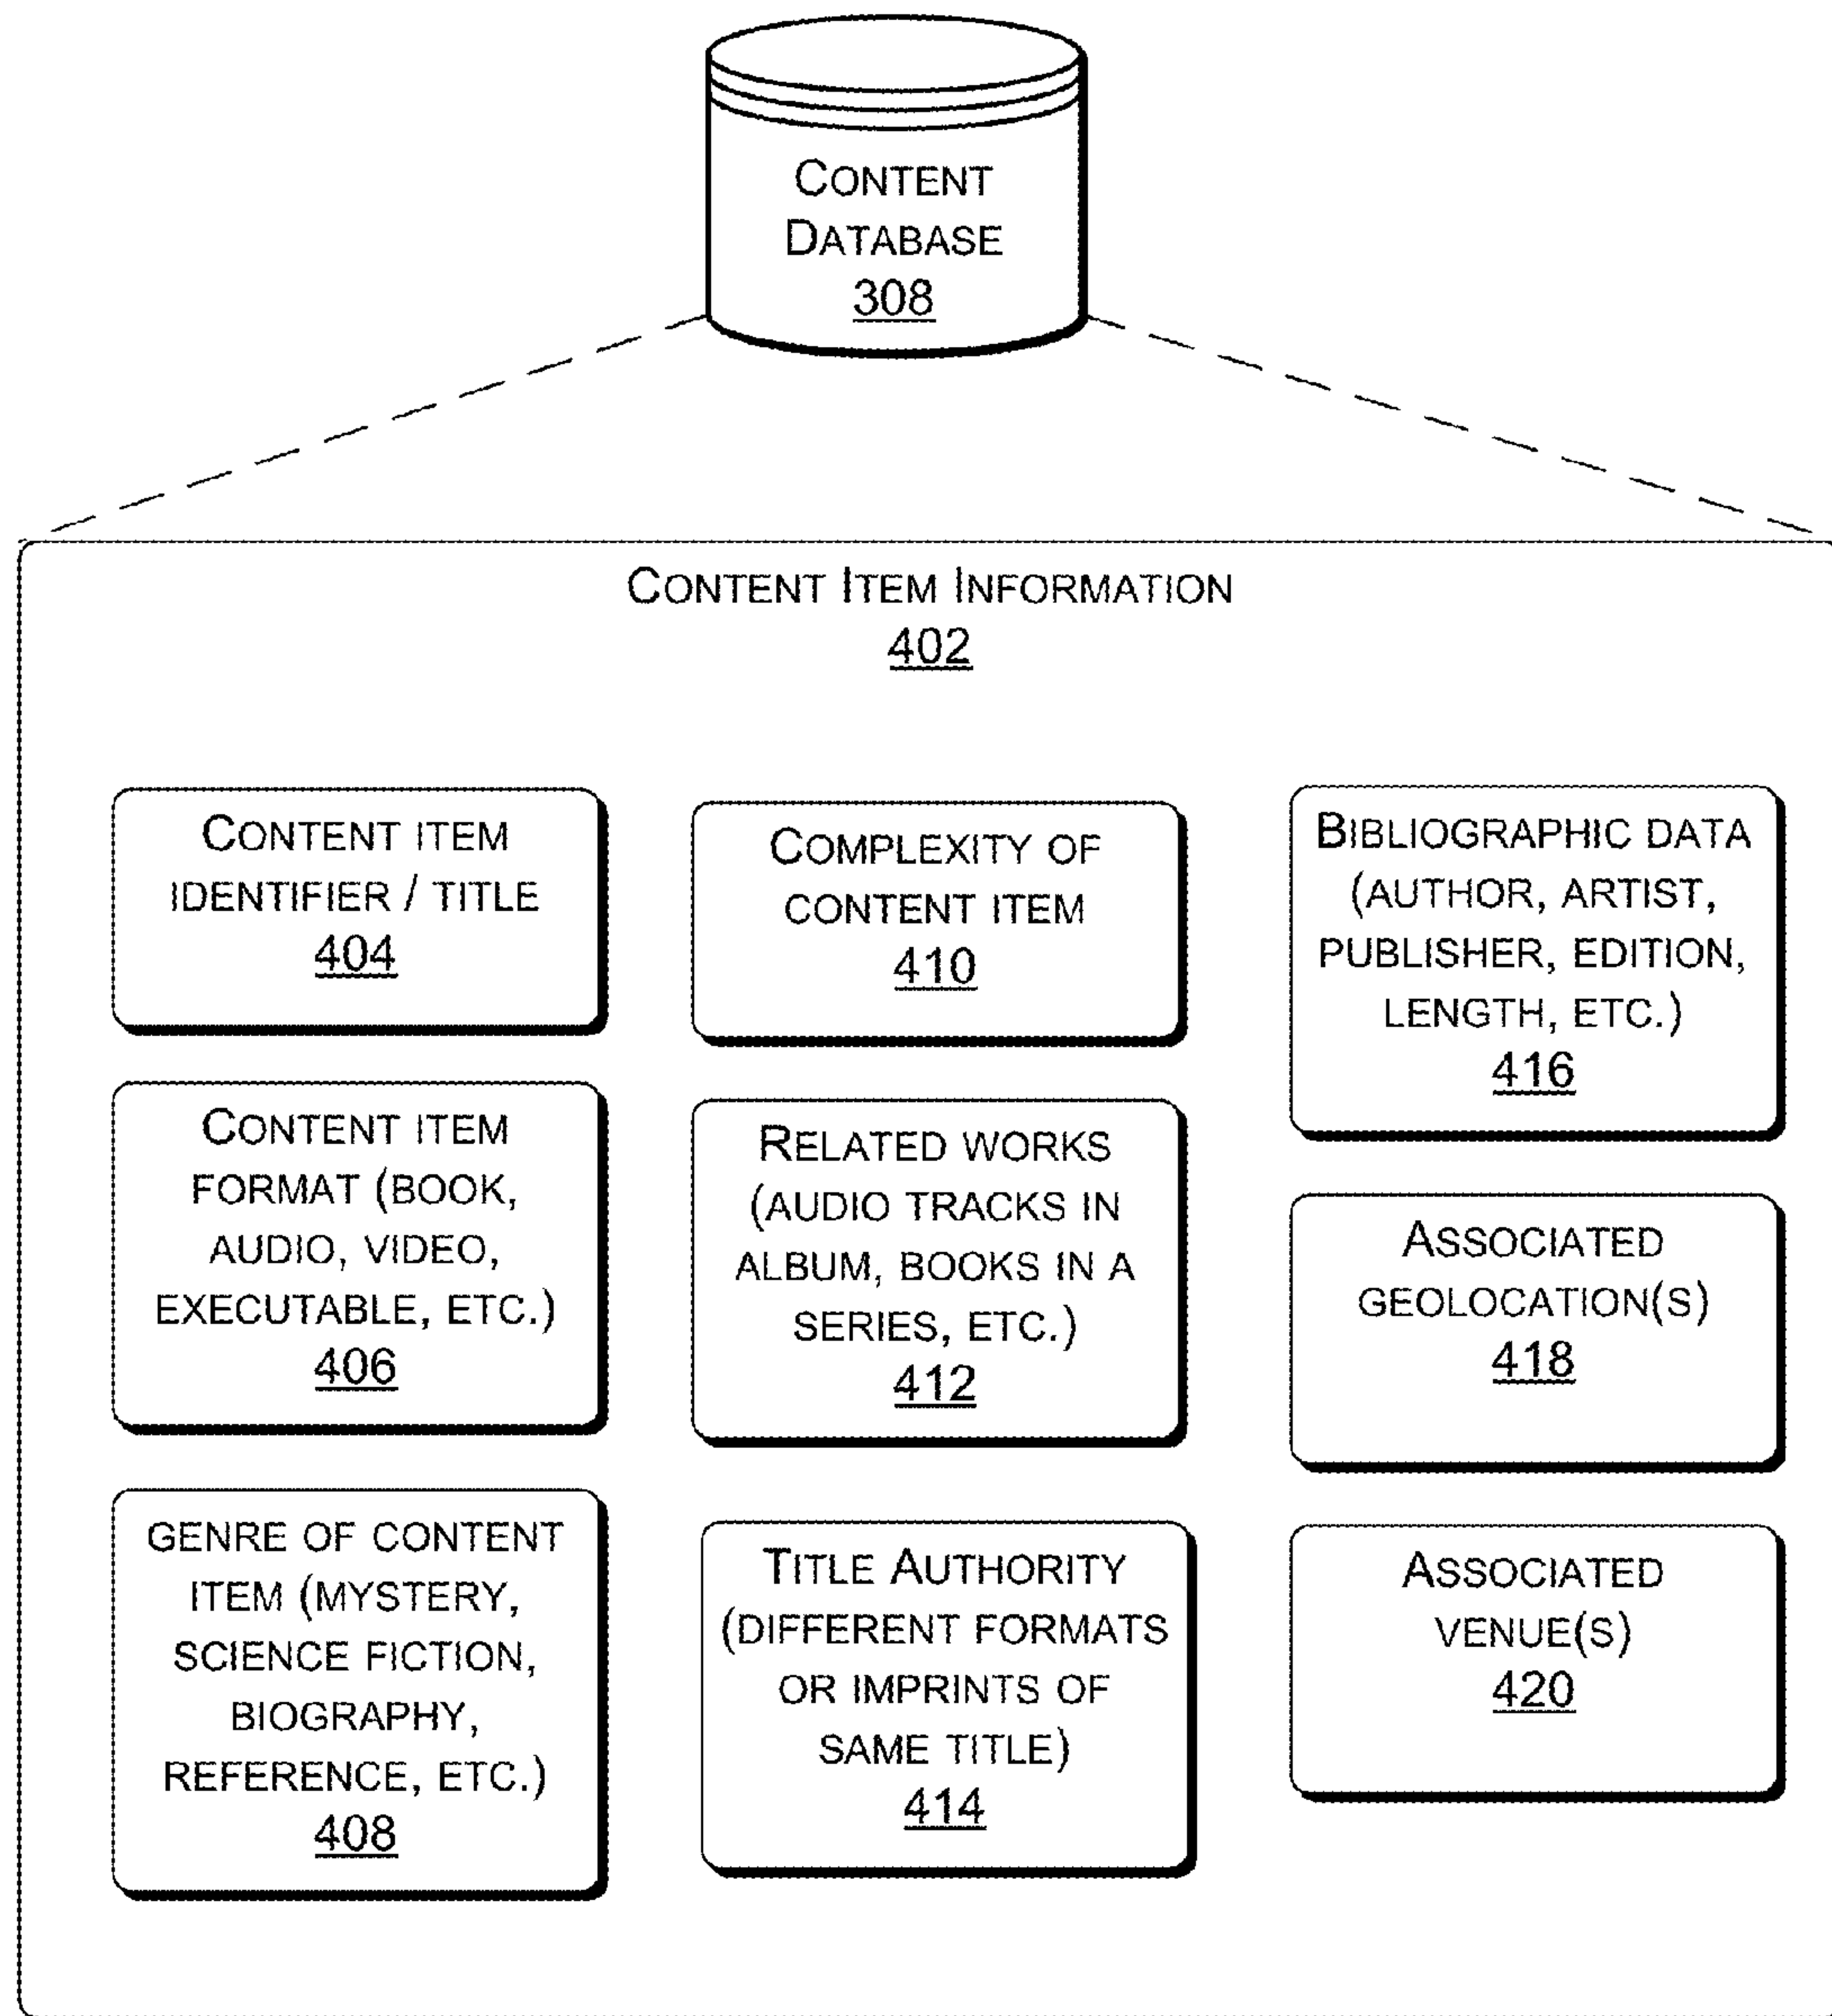 CONTENT
DATABASE
308
CONTENT ITEM INFORMATION
402
CONTENT ITEM
IDENTIFIER / TITLE
404
CONTENT ITEM
FORMAT (BOOK,
AUDIO, VIDEO,
EXECUTABLE, ETC.)
406
GENRE OF CONTENT
ITEM (MYSTERY,
SCIENCE FICTION,
BIOGRAPHY,
REFERENCE, ETC.)
408
COMPLEXITY OF
CONTENT ITEM
410
RELATED WORKS
(AUDIO TRACKS IN
ALBUM, BOOKS IN A
SERIES, ETC.)
412
TITLE AUTHORITY
(DIFFERENT FORMATS
OR IMPRINTS OF
SAME TITLE)
414
BIBLIOGRAPHIC DATA
(AUTHOR, ARTIST,
PUBLISHER, EDITION,
LENGTH, ETC.)
416
ASSOCIATED
GEOLOCATION(S)
418
ASSOCIATED
VENUE(S)
420